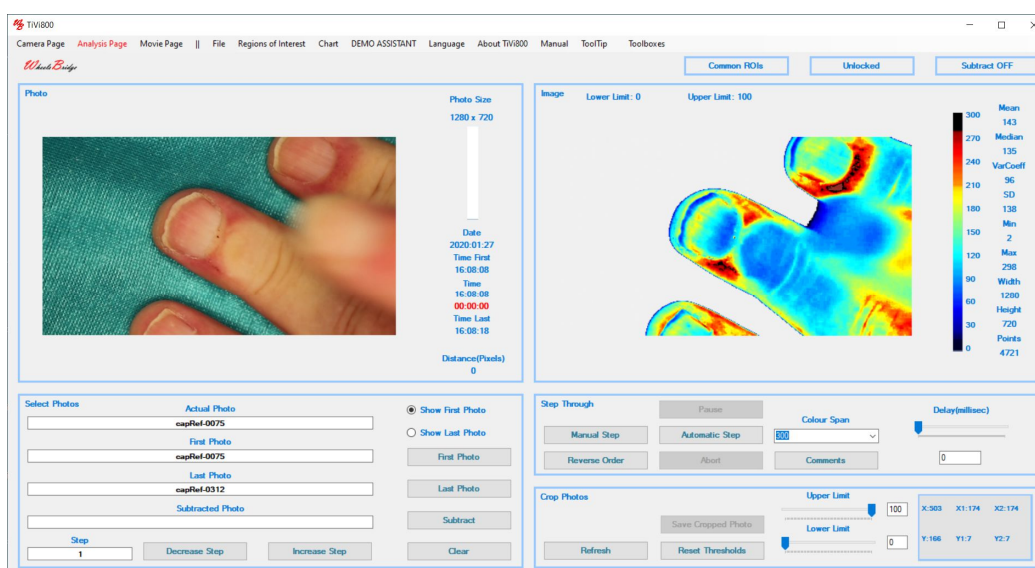 TiVi800
Camera Page Analysis Page Movie Page || File Regions of Interest Chart DEMO ASSISTANT Language About TiVi800 Manual ToolTip Toolboxes
WheelsBridge Common ROIs Unlocked Subtract OFF
Photo
Photo Size
1280 x 720
Date
2020:01:27
Time First
16:08:08
Time
16:08:08
00:00:00
Time Last
16:08:18
Distance(Pixels)
0
Image Lower Limit: 0 Upper Limit: 100
300
270
240
210
180
150
120
90
60
30
0
Mean
143
Median
135
VarCoeff
96
SD
138
Min
2
Max
298
Width
1280
Height
720
Points
4721
Select Photos
Actual Photo
capRef-0075
First Photo
capRef-0075
Last Photo
capRef-0312
Subtracted Photo
Step
1
Decrease Step Increase Step
Show First Photo
Show Last Photo
First Photo
Last Photo
Subtract
Clear
Step Through
Pause
Manual Step Automatic Step
Reverse Order Abort
Colour Span
300
Comments
Delay(millisec)
0
Crop Photos
Save Cropped Photo
Refresh Reset Thresholds
Upper Limit
100
Lower Limit
0
X:503 X1:174 X2:174
Y:166 Y1:7 Y2:7